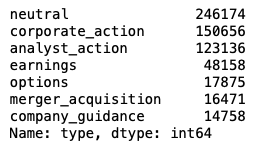 neutral 246174
corporate_action 150656
analyst_action 123136
earnings 48158
options 17875
merger_acquisition 16471
company_guidance 14758
Name: type, dtype: int64